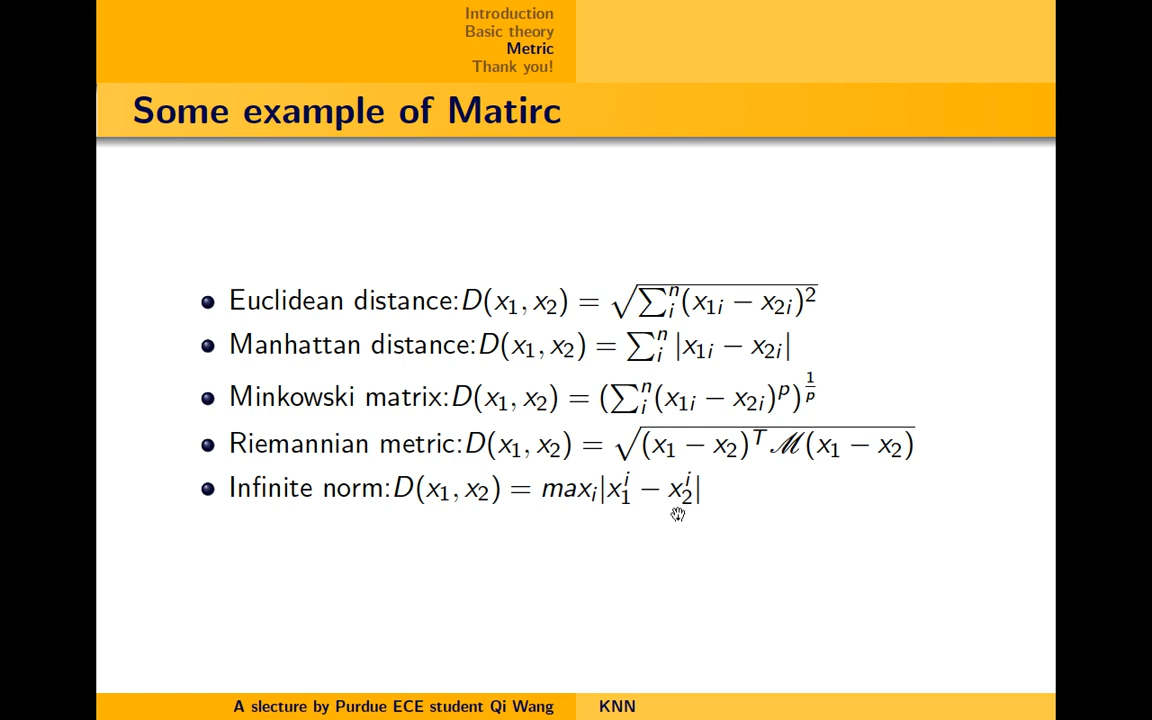 Introduction
Basic theory
Metric
Thank you!
Some example of Matirc
Euclidean distance:D(x₁, x₂) = √∑ᵢⁿ(x₁ᵢ − x₂ᵢ)²
Manhattan distance:D(x₁, x₂) = ∑ᵢⁿ |x₁ᵢ − x₂ᵢ|
Minkowski matrix:D(x₁, x₂) = (∑ᵢⁿ(x₁ᵢ − x₂ᵢ)ᵖ)^(1/p)
Riemannian metric:D(x₁, x₂) = √(x₁ − x₂)ᵀℳ(x₁ − x₂)
Infinite norm:D(x₁, x₂) = maxᵢ|x₁ⁱ − x₂ⁱ|
A slecture by Purdue ECE student Qi Wang
KNN